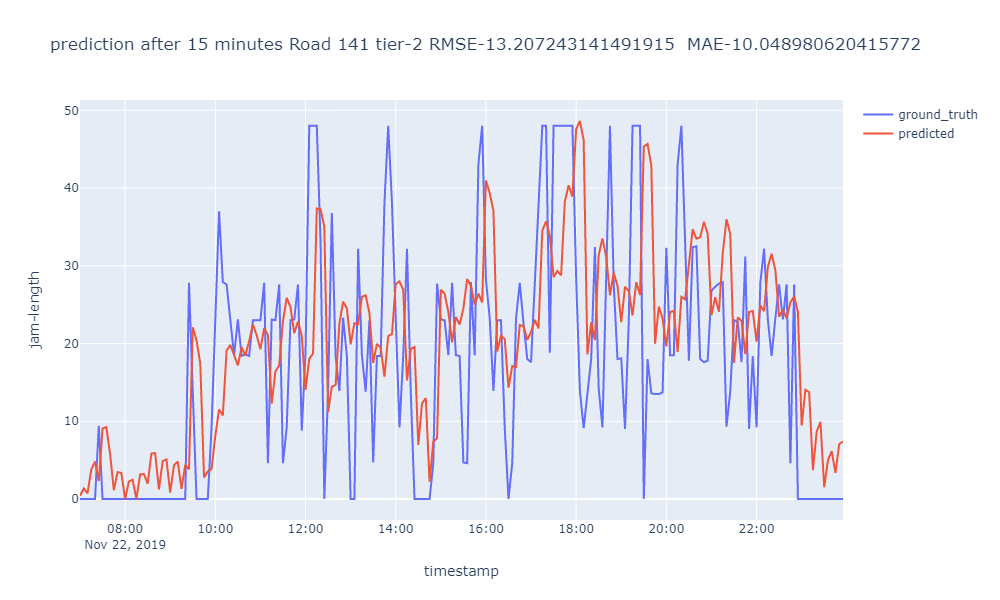 prediction after 15 minutes Road 141 tier-2 RMSE-13.207243141491915  MAE-10.048980620415772
ground_truth
predicted
50
40
30
20
10
0
jam-length
08:00 10:00 12:00 14:00 16:00 18:00 20:00 22:00
Nov 22, 2019
timestamp